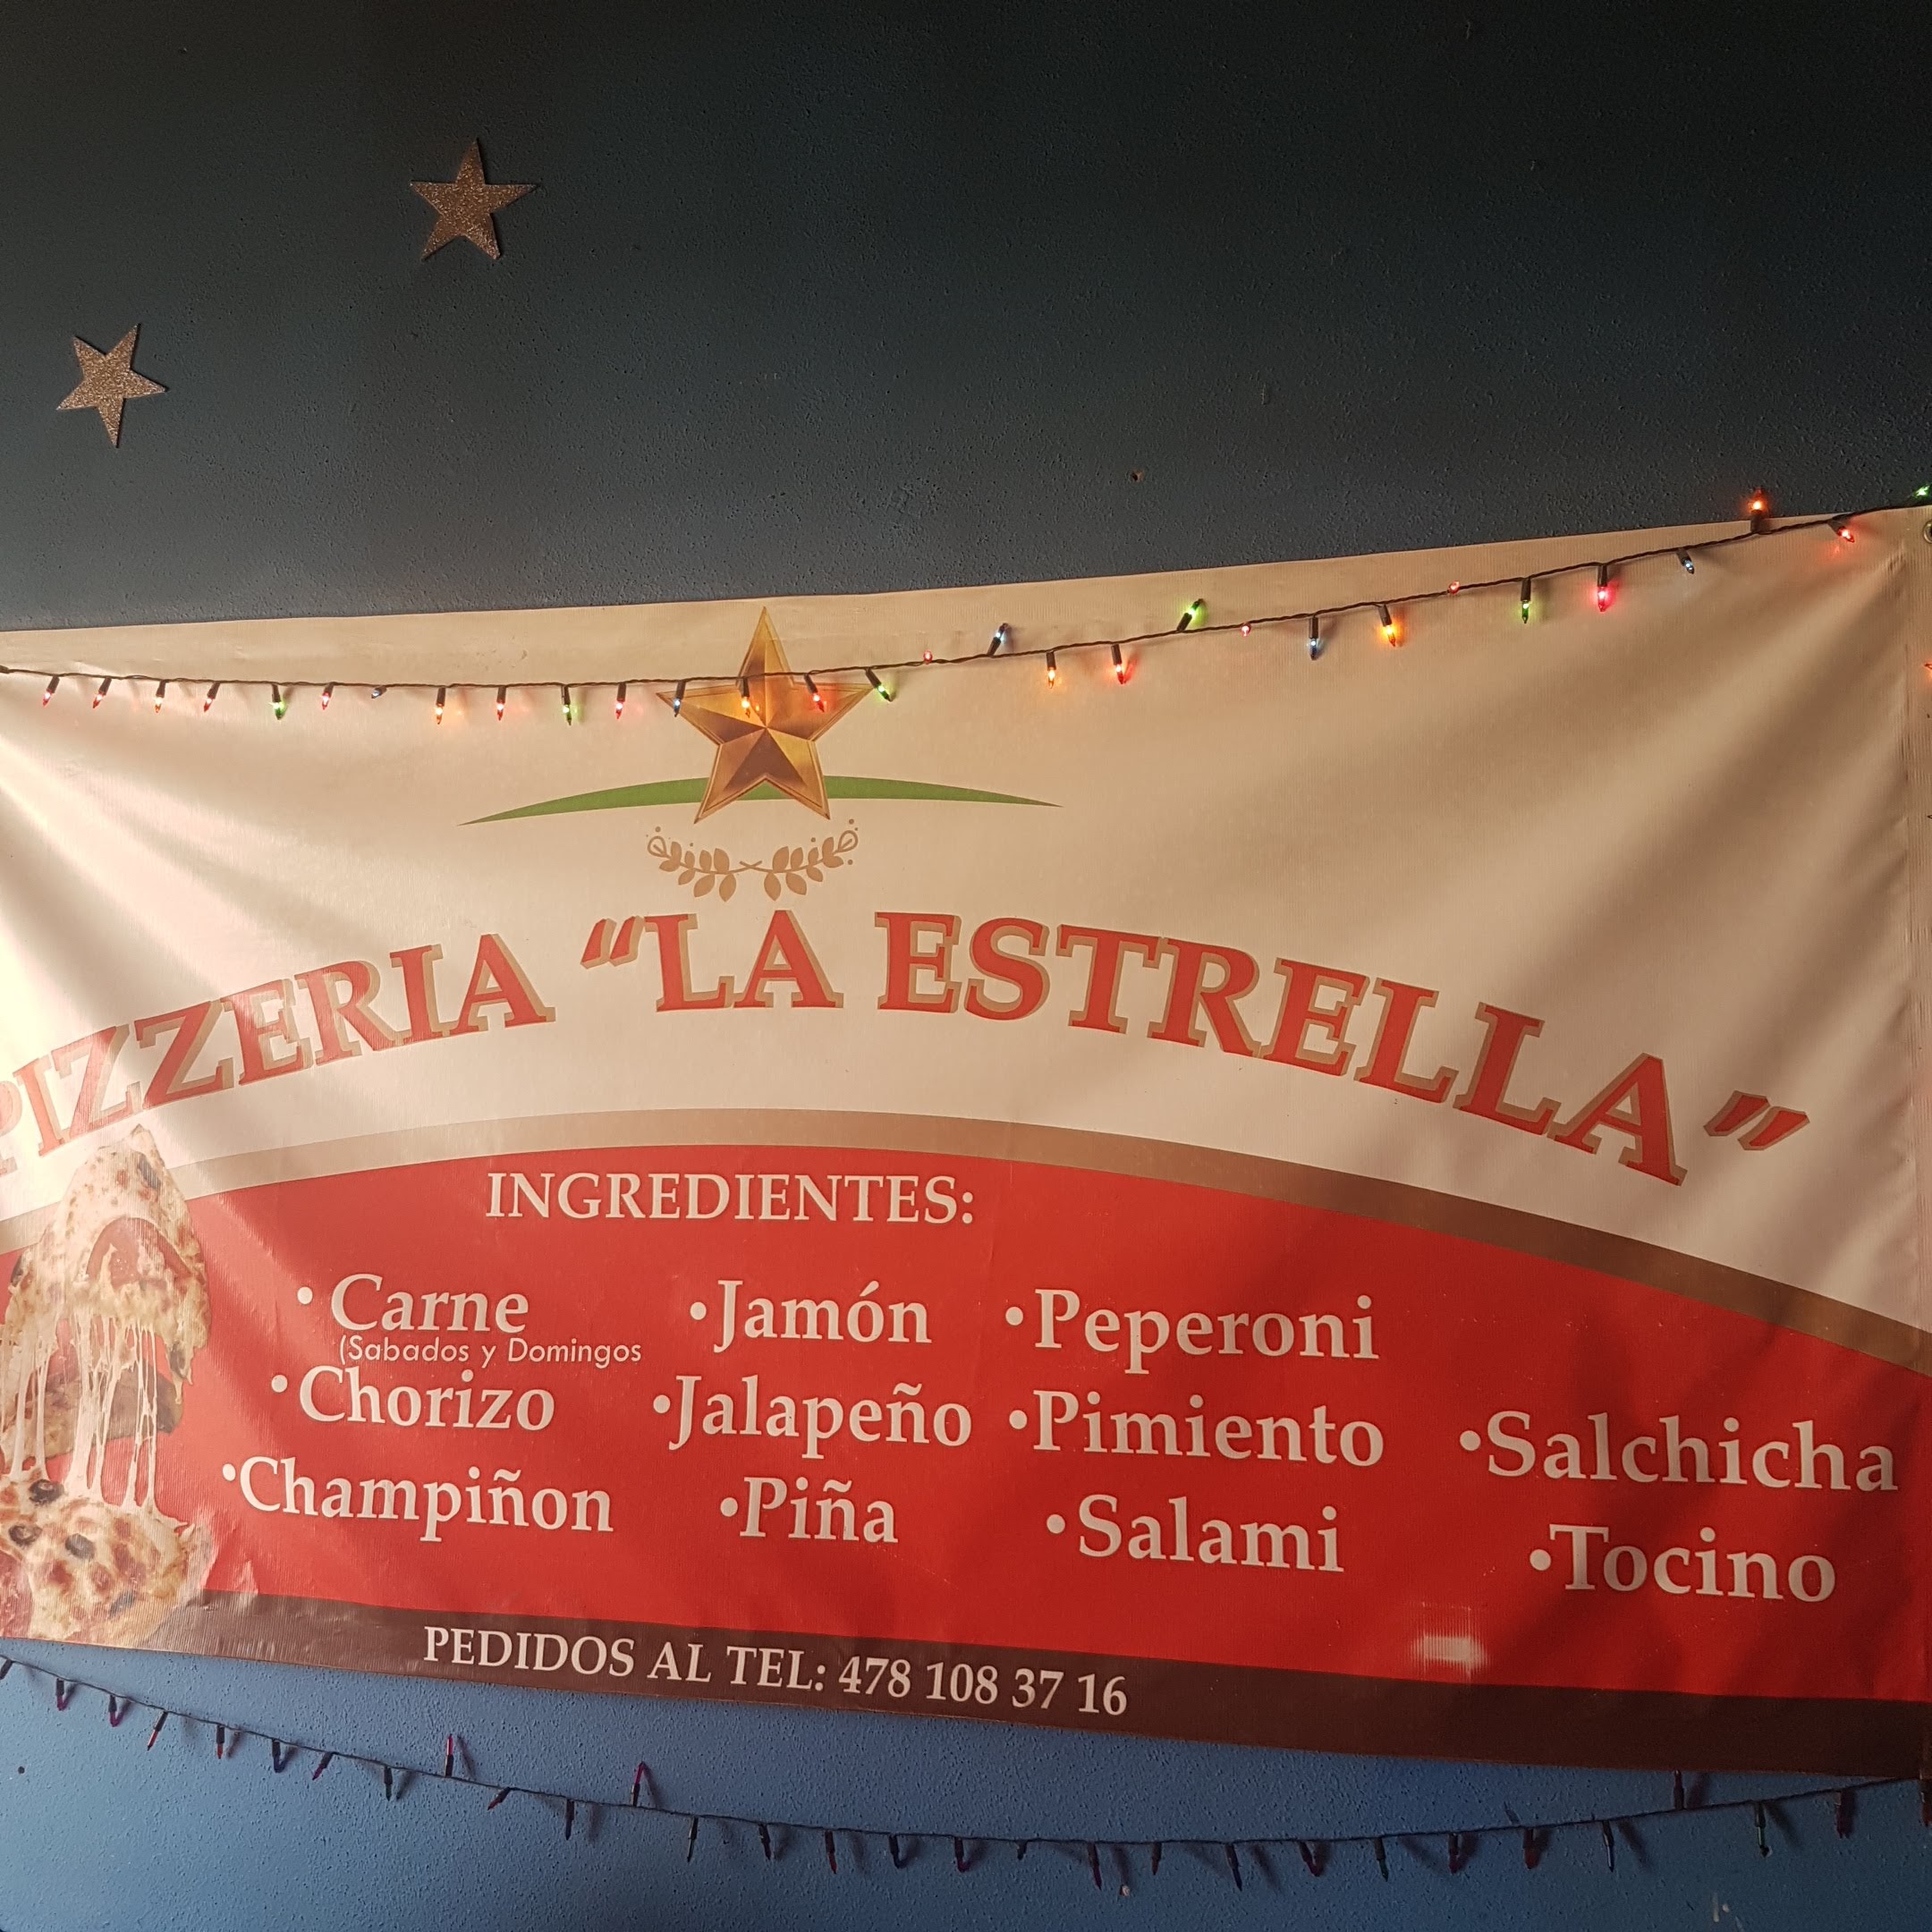 PIZZERIA "LA ESTRELLA"
INGREDIENTES:
• Carne
(Sabados y Domingos
•Chorizo
•Champiñon
•Jamón
•Jalapeño
•Piña
•Peperoni
•Pimiento
•Salami
•Salchicha
•Tocino
PEDIDOS AL TEL: 478 108 37 16